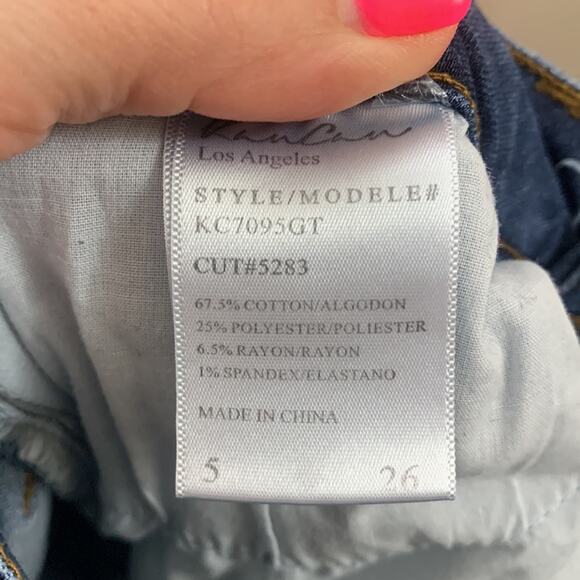 KanCan
Los Angeles
STYLE/MODELE#
KC7095GT
CUT#5283
67.5% COTTON/ALGODON
25% POLYESTER/POLIESTER
6.5% RAYON/RAYON
1% SPANDEX/ELASTANO
MADE IN CHINA
5 26